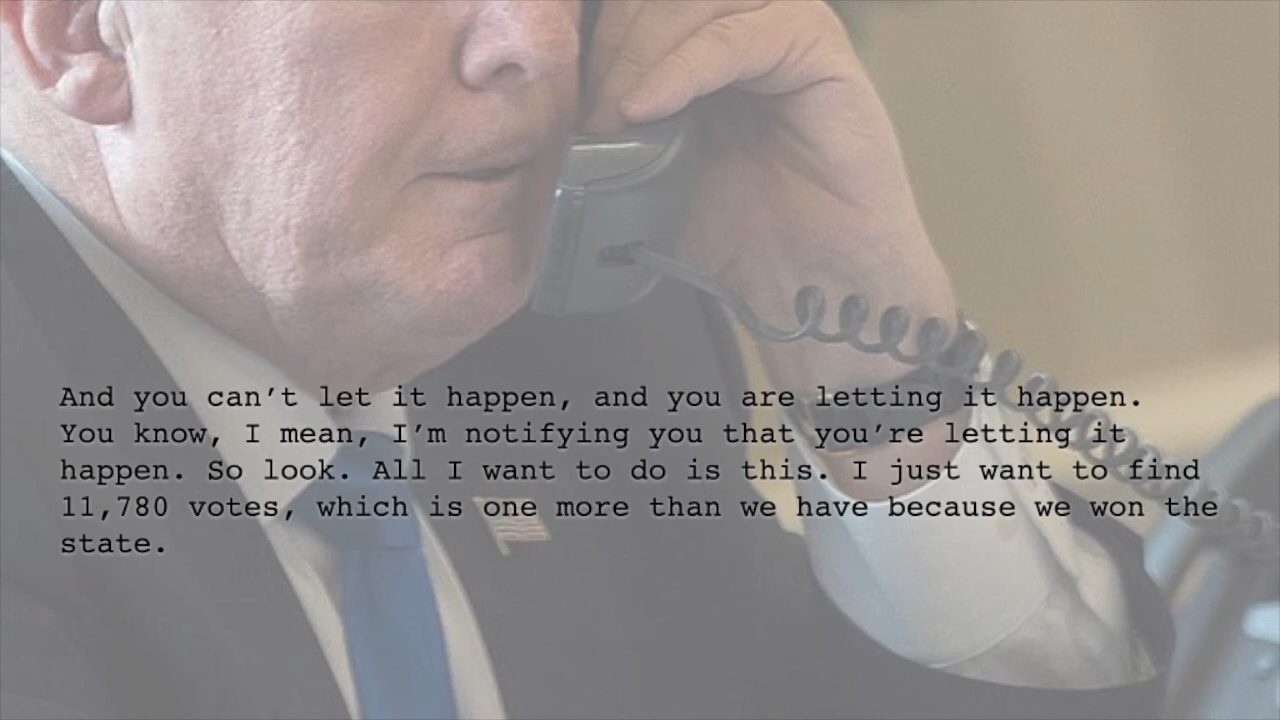 And you can’t let it happen, and you are letting it happen.
You know, I mean, I’m notifying you that you’re letting it
happen. So look. All I want to do is this. I just want to find
11,780 votes, which is one more than we have because we won the
state.